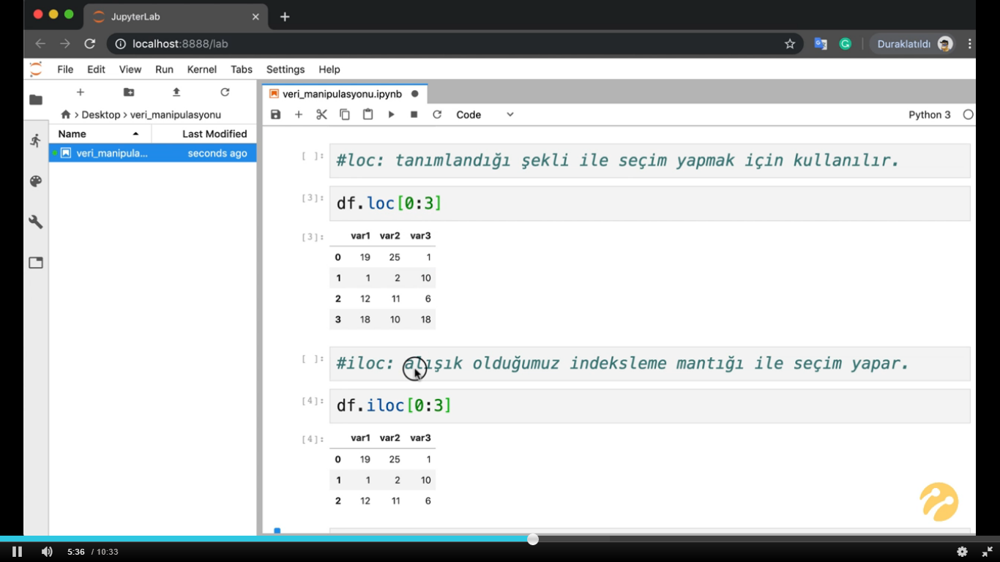 JupyterLab
localhost:8888/lab
Duraklatıldı
File Edit View Run Kernel Tabs Settings Help
Desktop > veri_manipulasyonu
Name Last Modified
veri_manipula... seconds ago
veri_manipulasyonu.ipynb
Code Python 3
[ ]: #loc: tanımlandığı şekli ile seçim yapmak için kullanılır.
[3]: df.loc[0:3]
[3]: var1 var2 var3
0 19 25 1
1 1 2 10
2 12 11 6
3 18 10 18
[ ]: #iloc: alışık olduğumuz indeksleme mantığı ile seçim yapar.
[4]: df.iloc[0:3]
[4]: var1 var2 var3
0 19 25 1
1 1 2 10
2 12 11 6
5:36 / 10:33